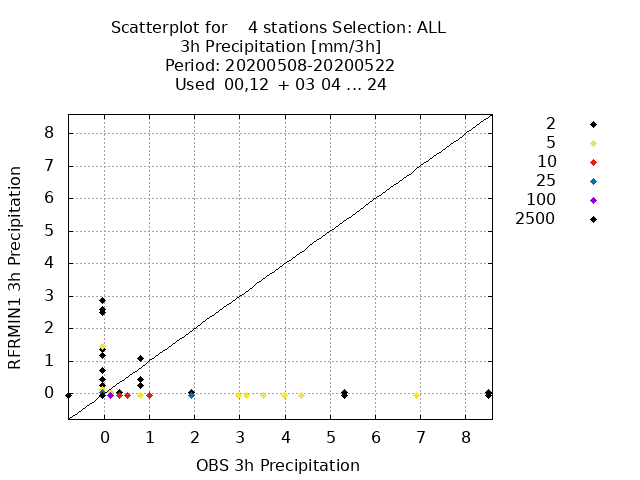 Scatterplot for 4 stations Selection: ALL
3h Precipitation [mm/3h]
Period: 20200508-20200522
Used 00,12 + 03 04 ... 24
2
5
10
25
100
2500
RFRMIN1 3h Precipitation
8
7
6
5
4
3
2
1
0
0 1 2 3 4 5 6 7 8
OBS 3h Precipitation